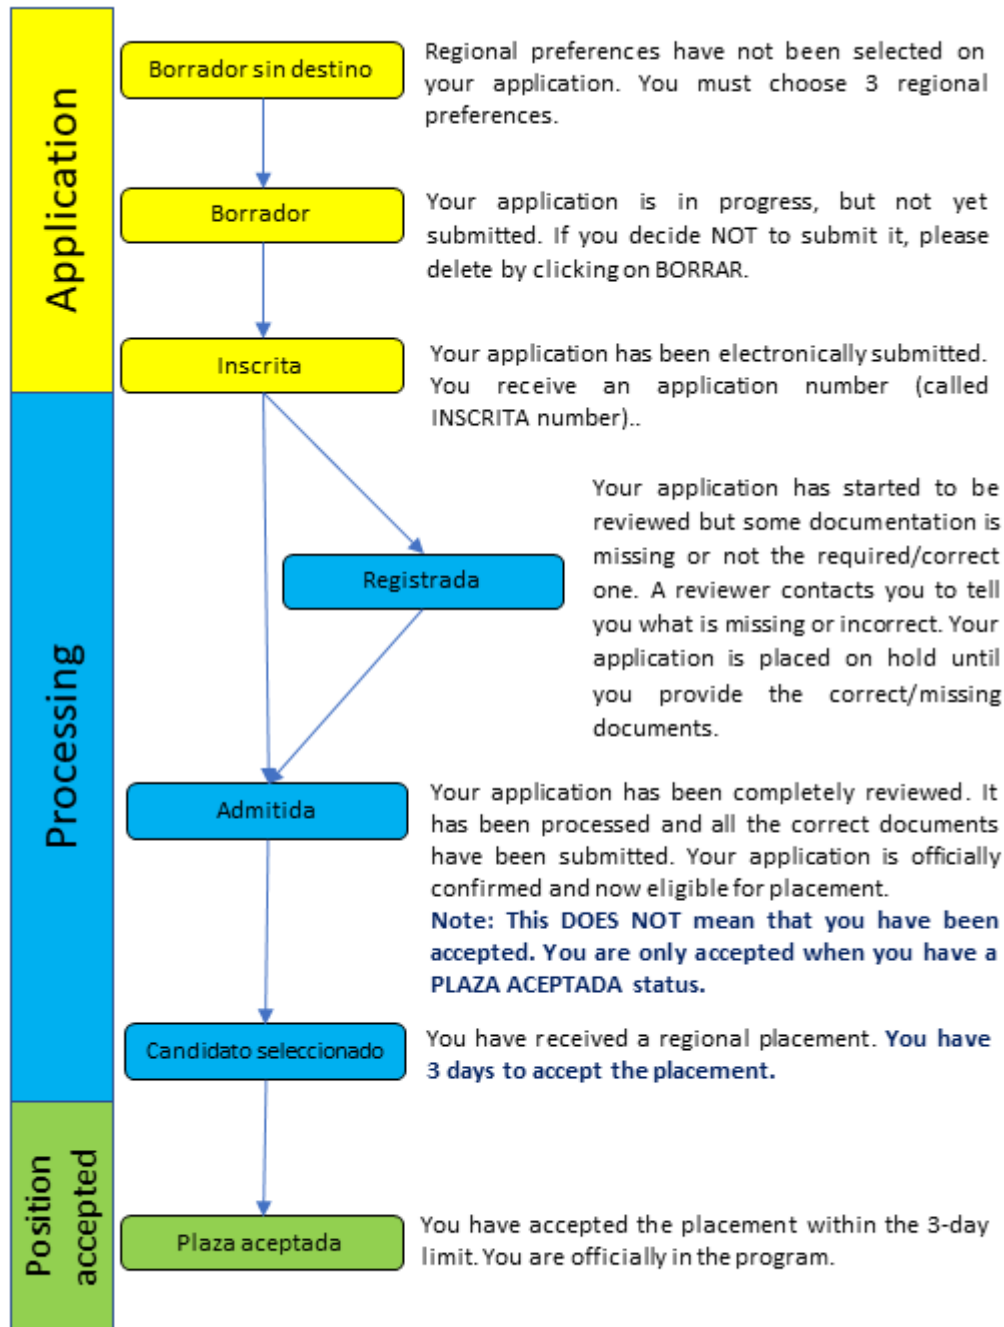 Application
Borrador sin destino
Regional preferences have not been selected on
your application. You must choose 3 regional
preferences.
Borrador
Your application is in progress, but not yet
submitted. If you decide NOT to submit it, please
delete by clicking on BORRAR.
Inscrita
Your application has been electronically submitted.
You receive an application number (called
INSCRITA number)..
Processing
Registrada
Your application has started to be
reviewed but some documentation is
missing or not the required/correct
one. A reviewer contacts you to tell
you what is missing or incorrect. Your
application is placed on hold until
you provide the correct/missing
documents.
Admitida
Your application has been completely reviewed. It
has been processed and all the correct documents
have been submitted. Your application is officially
confirmed and now eligible for placement.
Note: This DOES NOT mean that you have been
accepted. You are only accepted when you have a
PLAZA ACEPTADA status.
Candidato seleccionado
You have received a regional placement. You have
3 days to accept the placement.
Position
accepted
Plaza aceptada
You have accepted the placement within the 3-day
limit. You are officially in the program.